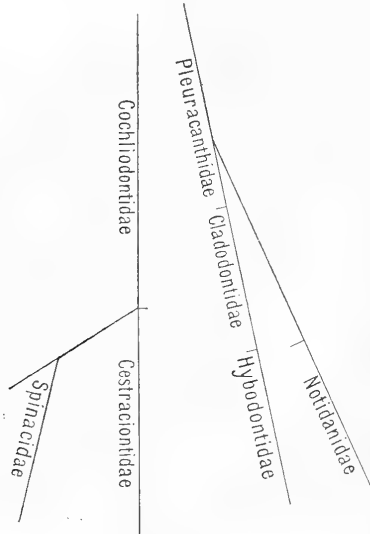 Pleuracanthidae
Cladodontidae
Hybodontidae
Notidanidae
Cochliodontidae
Cestraciontidae
Spinacidae